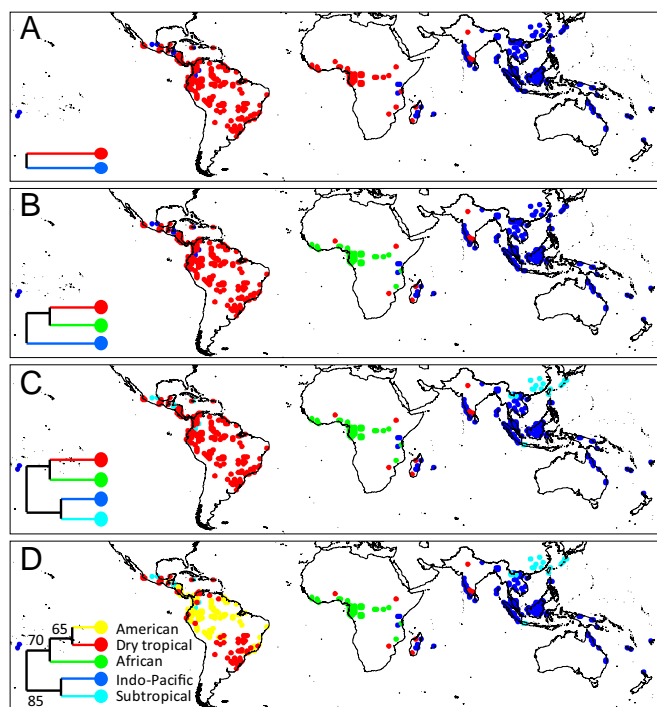 A
B
C
D
65
American
70
Dry tropical
African
Indo-Pacific
85
Subtropical